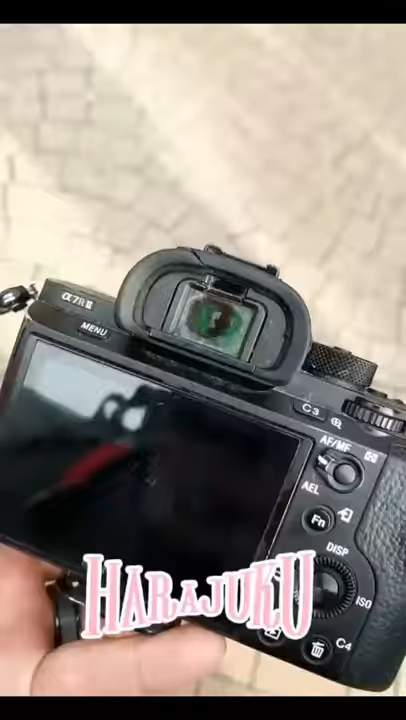 α7RII
MENU
C3
AF/MF
AEL
Fn
DISP
ISO
HARAJUKU
C4